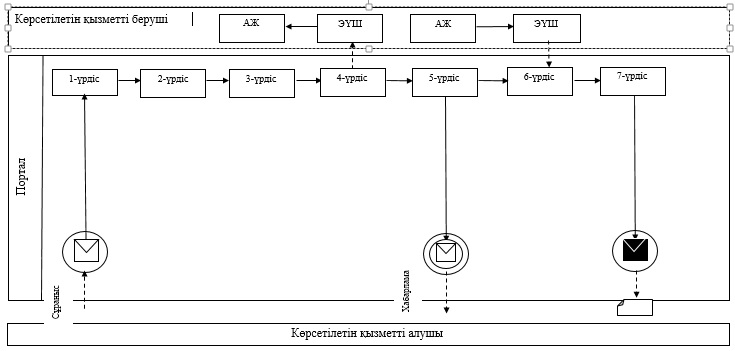 Көрсетілетін қызметті беруші
АЖ
ЭҮШ
АЖ
ЭҮШ
Портал
1-үрдіс
2-үрдіс
3-үрдіс
4-үрдіс
5-үрдіс
6-үрдіс
7-үрдіс
Сұраныс
Хабарлама
Көрсетілетін қызметті алушы